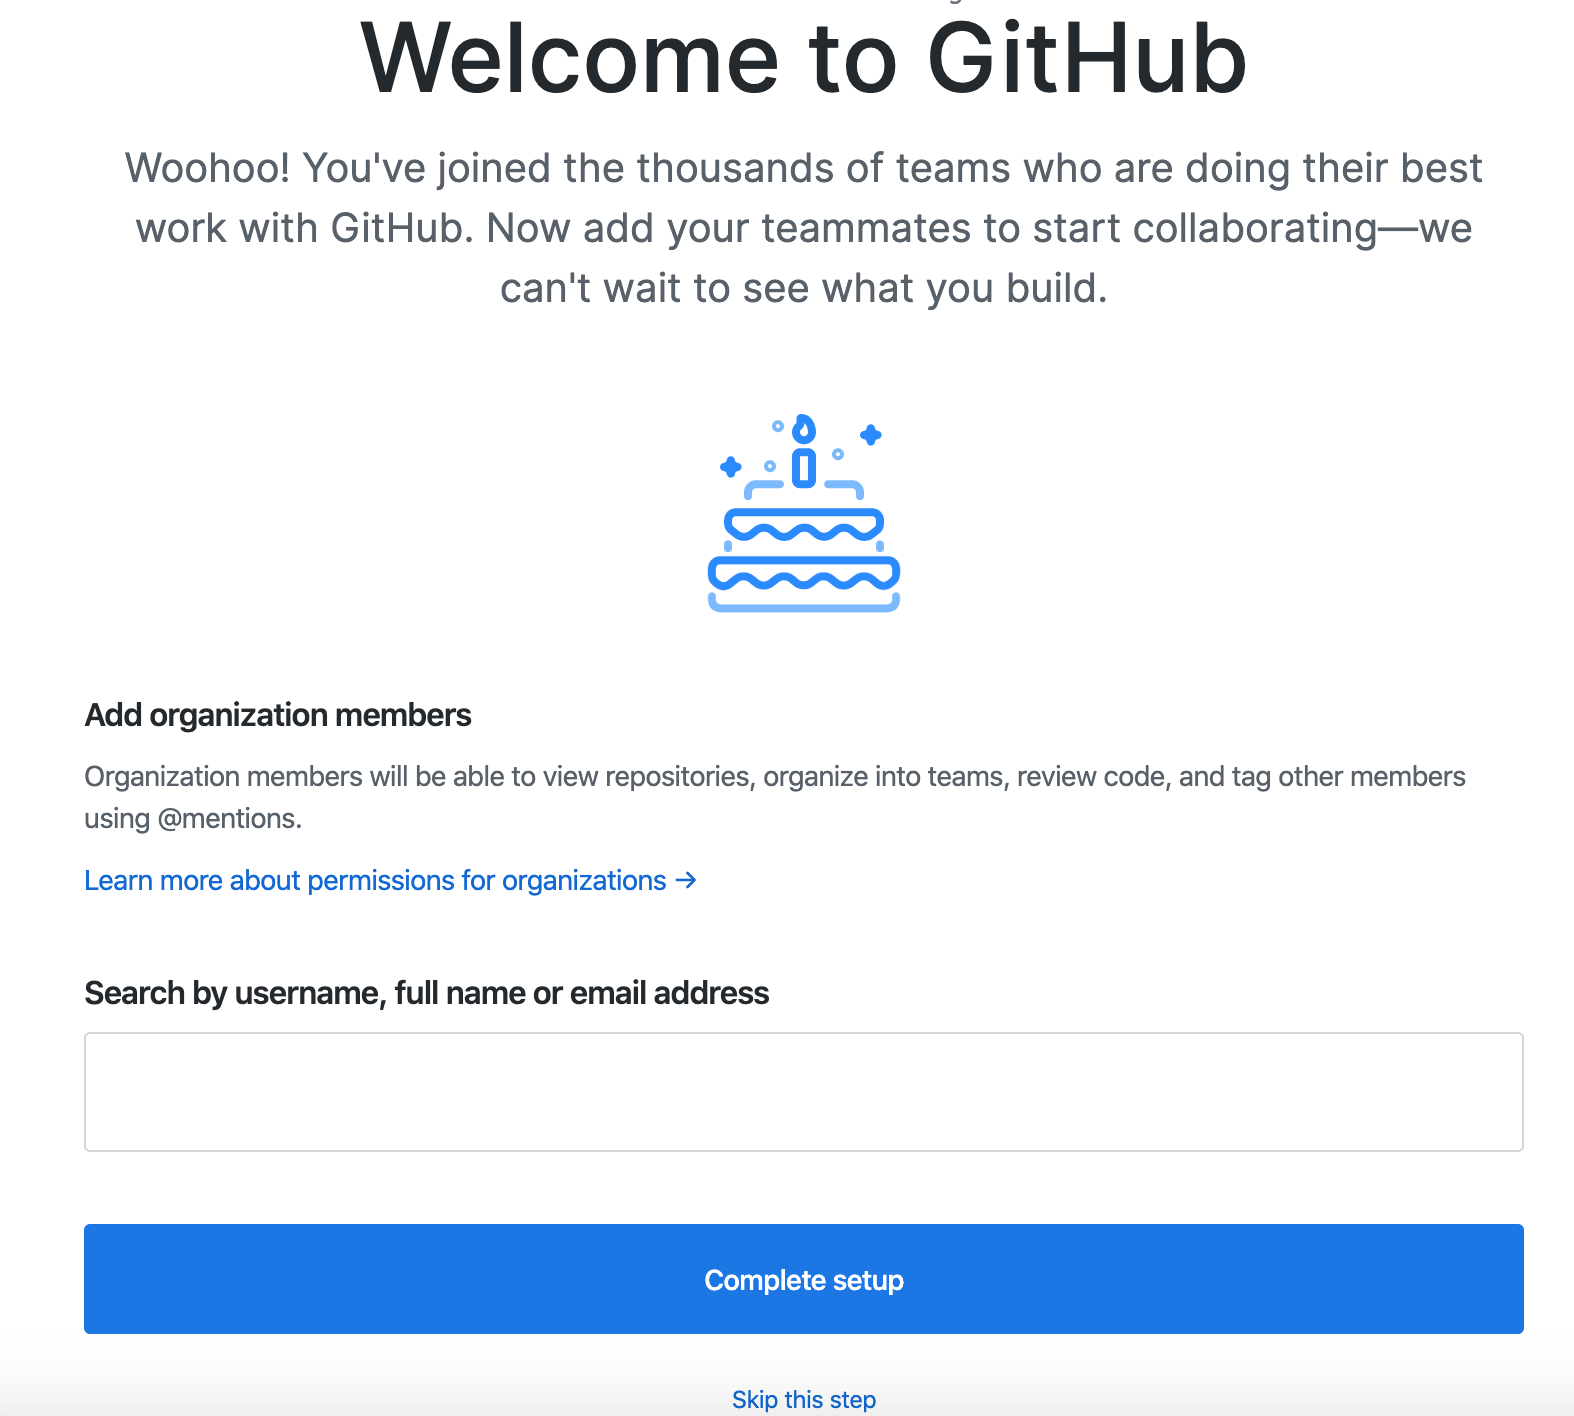 Welcome to GitHub
Woohoo! You've joined the thousands of teams who are doing their best
work with GitHub. Now add your teammates to start collaborating—we
can't wait to see what you build.
Add organization members
Organization members will be able to view repositories, organize into teams, review code, and tag other members
using @mentions.
Learn more about permissions for organizations →
Search by username, full name or email address
Complete setup
Skip this step